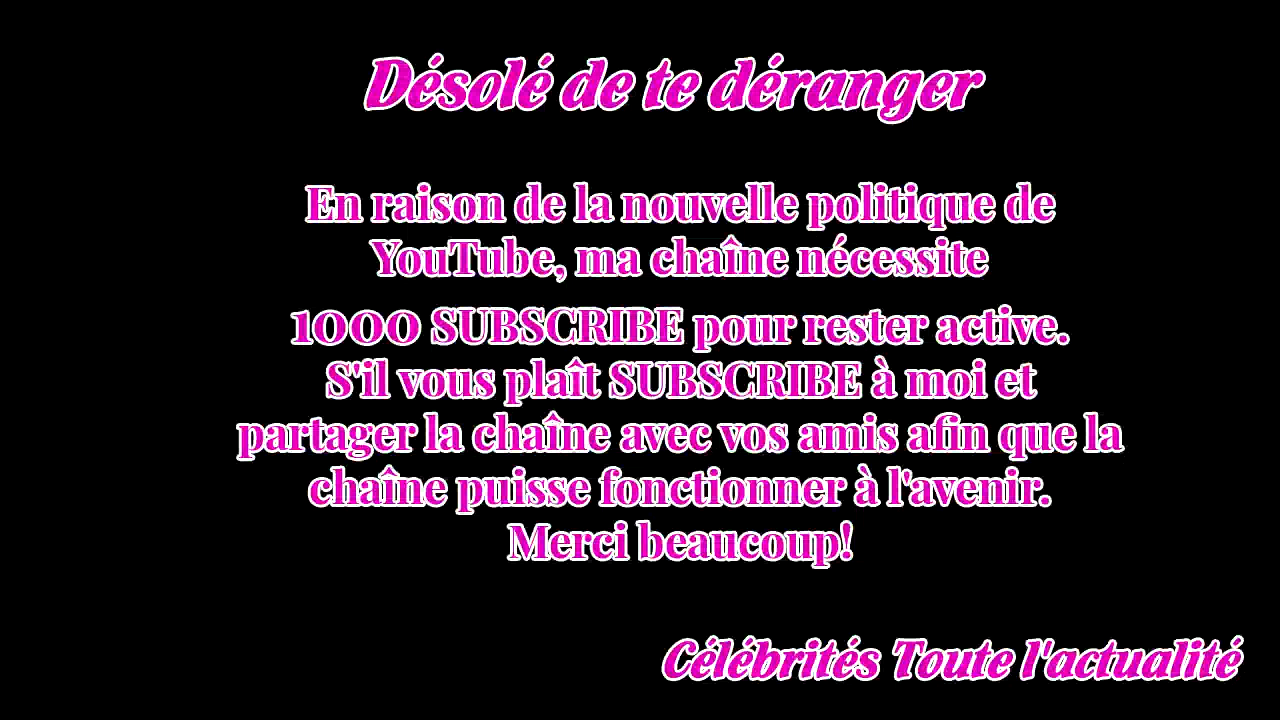 Désolé de te déranger
En raison de la nouvelle politique de
YouTube, ma chaîne nécessite
1000 SUBSCRIBE pour rester active.
S'il vous plaît SUBSCRIBE à moi et
partager la chaîne avec vos amis afin que la
chaîne puisse fonctionner à l'avenir.
Merci beaucoup!
Célébrités Toute l'actualité